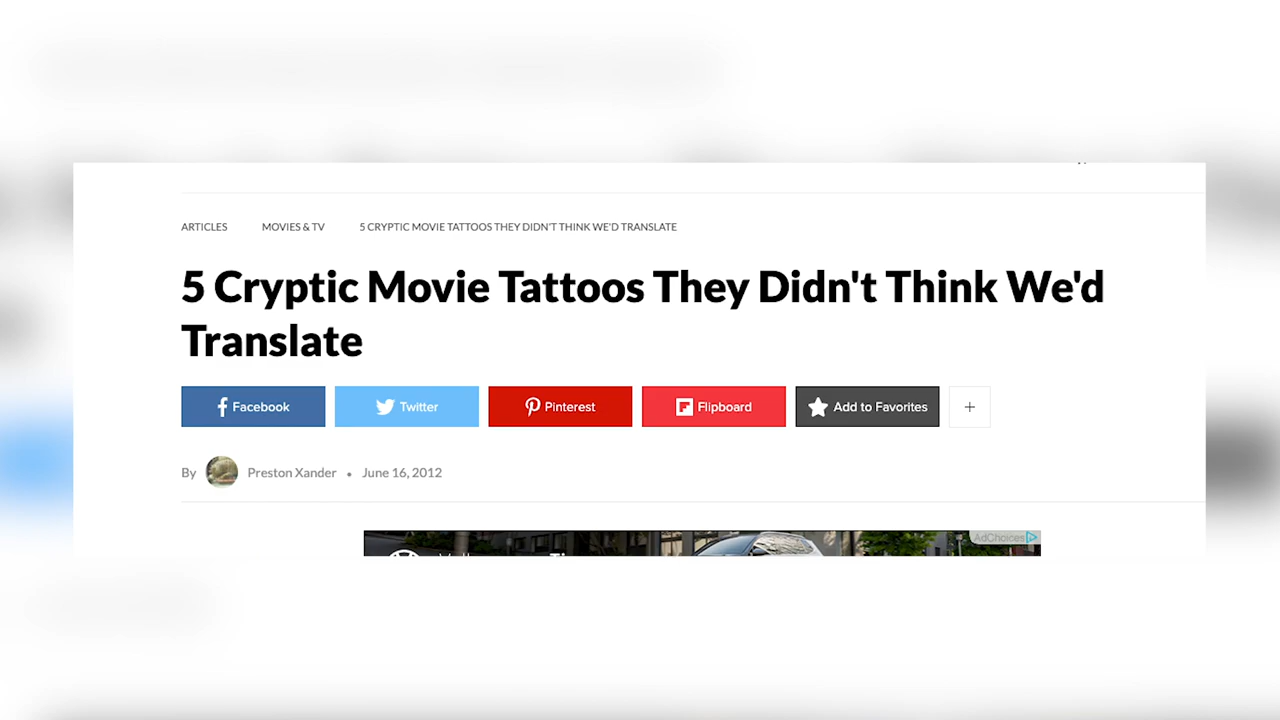 ARTICLES MOVIES & TV 5 CRYPTIC MOVIE TATTOOS THEY DIDN'T THINK WE'D TRANSLATE
5 Cryptic Movie Tattoos They Didn't Think We'd
Translate
Facebook Twitter Pinterest Flipboard Add to Favorites +
By Preston Xander • June 16, 2012
AdChoices